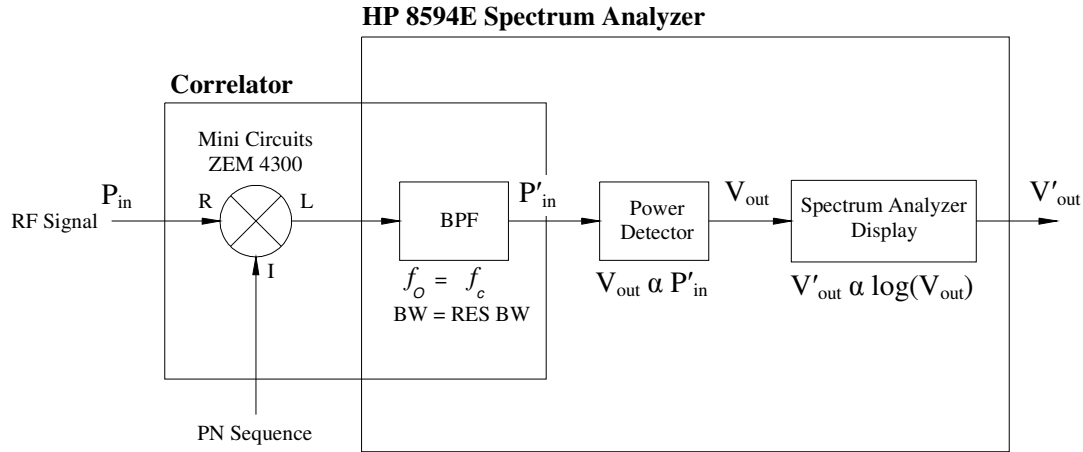 HP 8594E Spectrum Analyzer
Correlator
Mini Circuits
ZEM 4300
P_in
R
L
RF Signal
I
PN Sequence
BPF
f_O = f_c
BW = RES BW
P'_in
Power
Detector
V_out α P'_in
V_out
Spectrum Analyzer
Display
V'_out α log(V_out)
V'_out